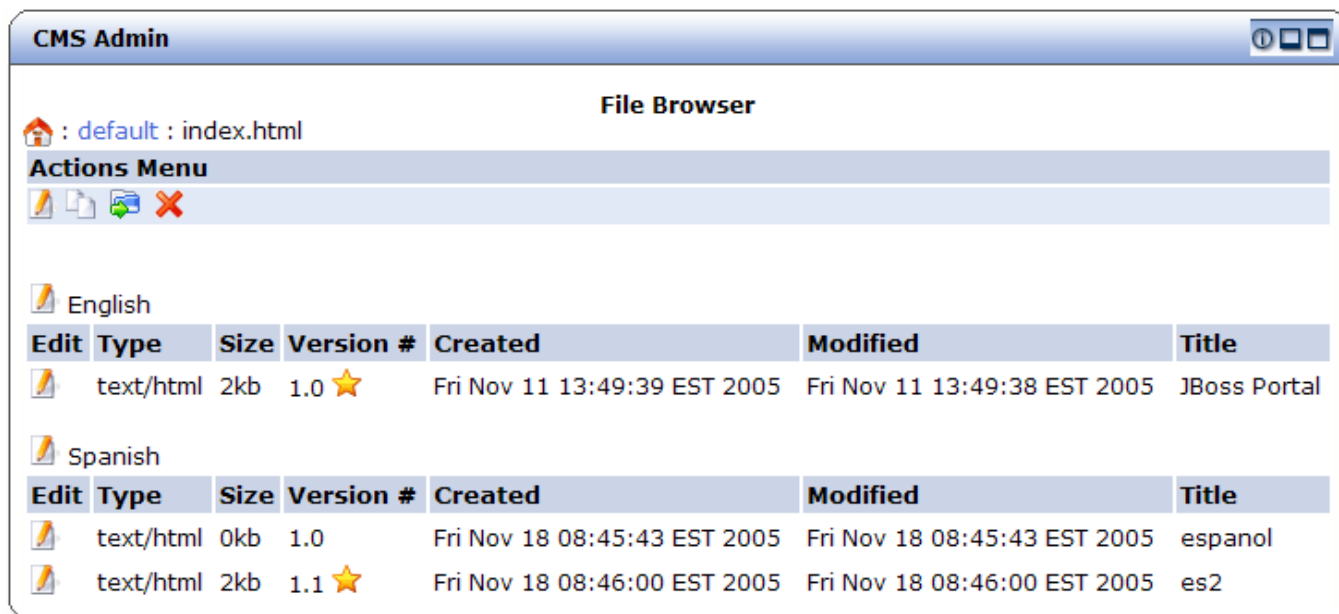 CMS Admin
File Browser
: default : index.html
Actions Menu
English
Edit Type Size Version # Created Modified Title
text/html 2kb 1.0 Fri Nov 11 13:49:39 EST 2005 Fri Nov 11 13:49:38 EST 2005 JBoss Portal
Spanish
Edit Type Size Version # Created Modified Title
text/html 0kb 1.0 Fri Nov 18 08:45:43 EST 2005 Fri Nov 18 08:45:43 EST 2005 espanol
text/html 2kb 1.1 Fri Nov 18 08:46:00 EST 2005 Fri Nov 18 08:46:00 EST 2005 es2